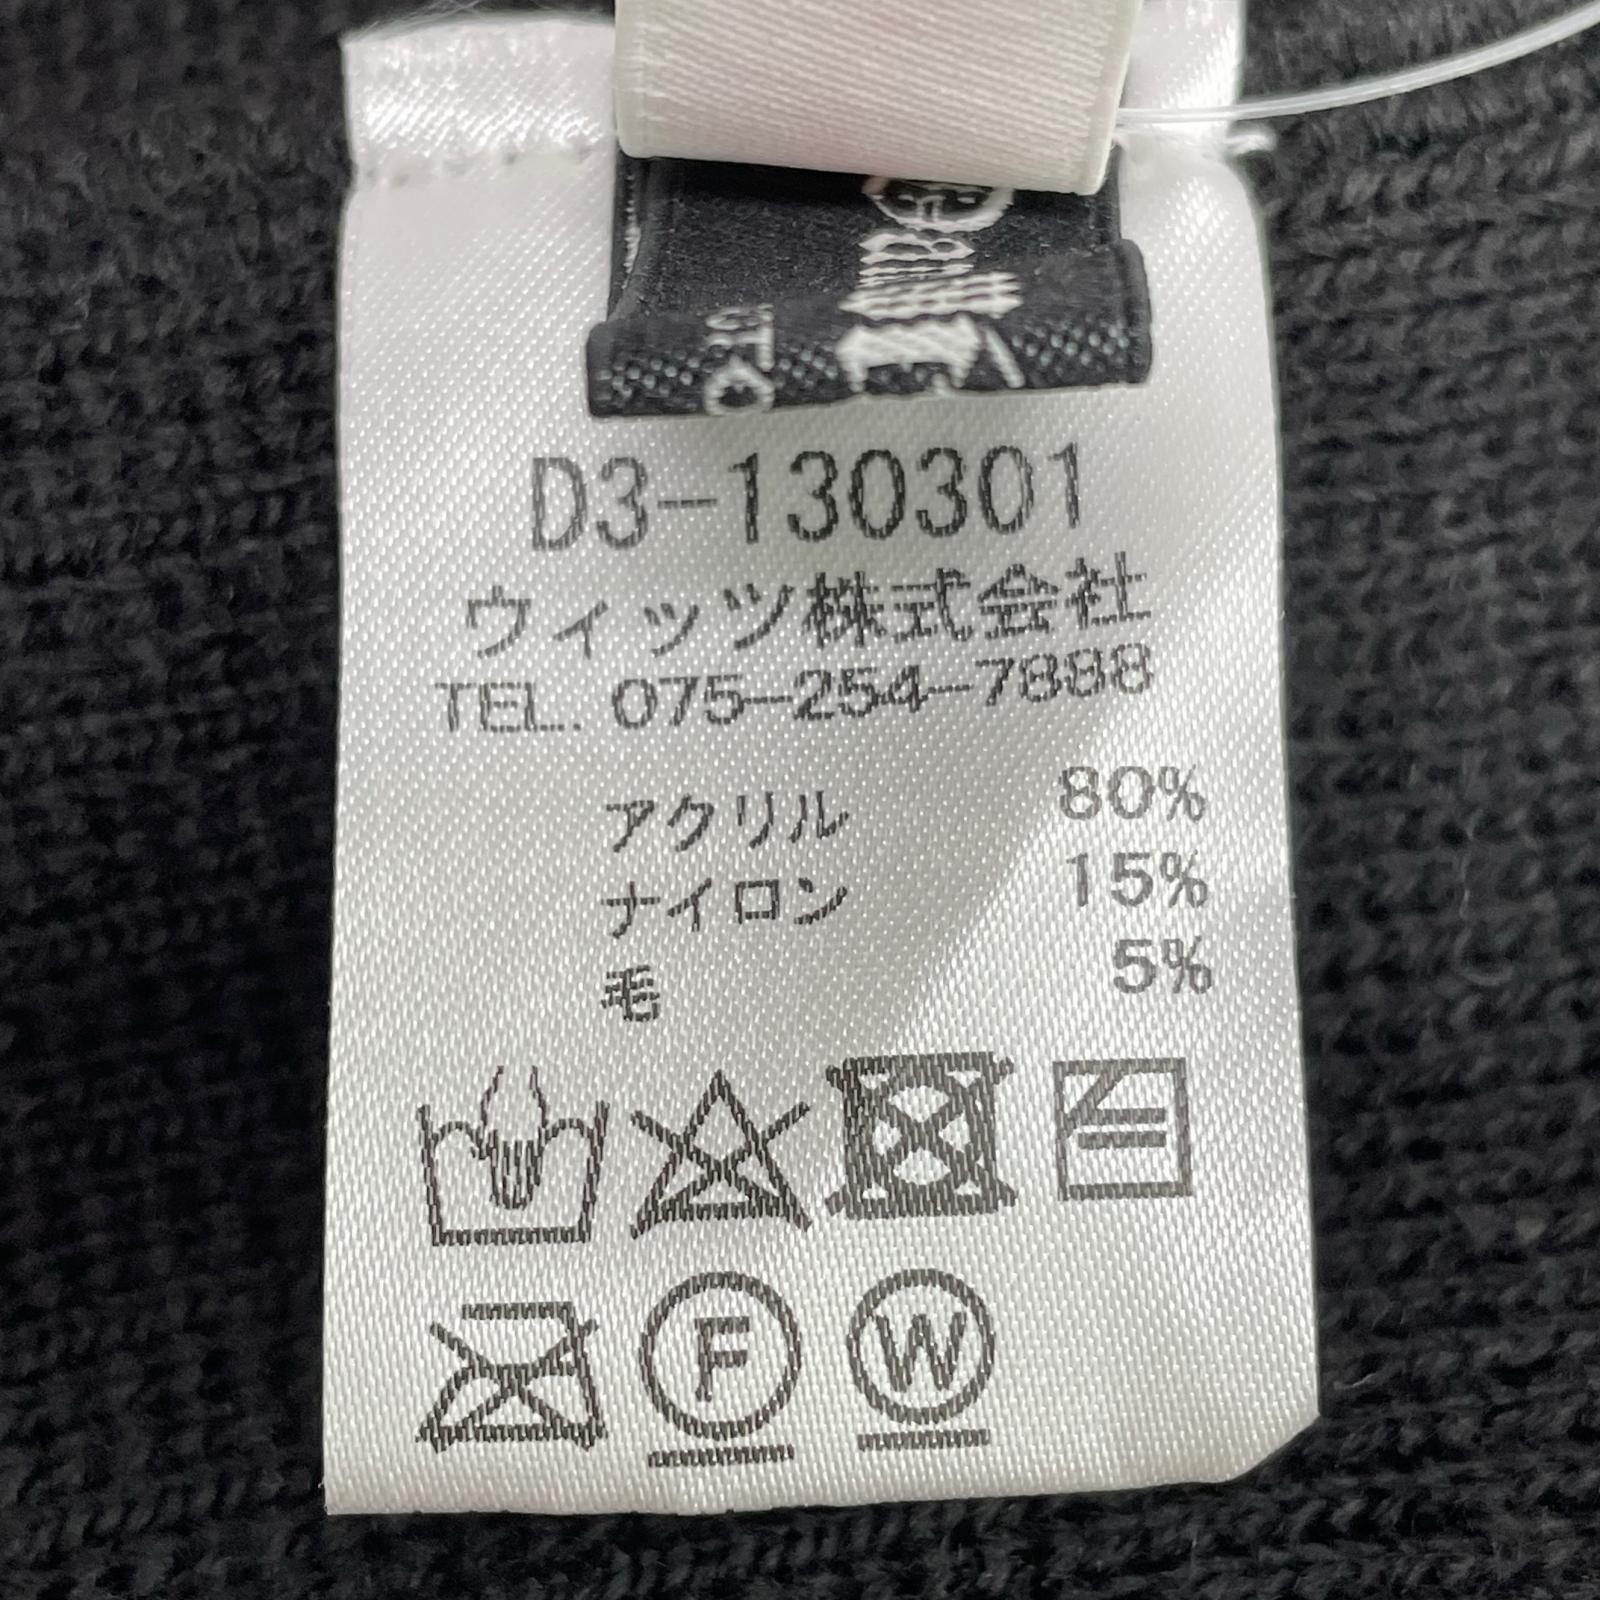 D3-130301
ウィッツ株式会社
TEL. 075-254-7888
アクリル 80%
ナイロン 15%
毛 5%
F W